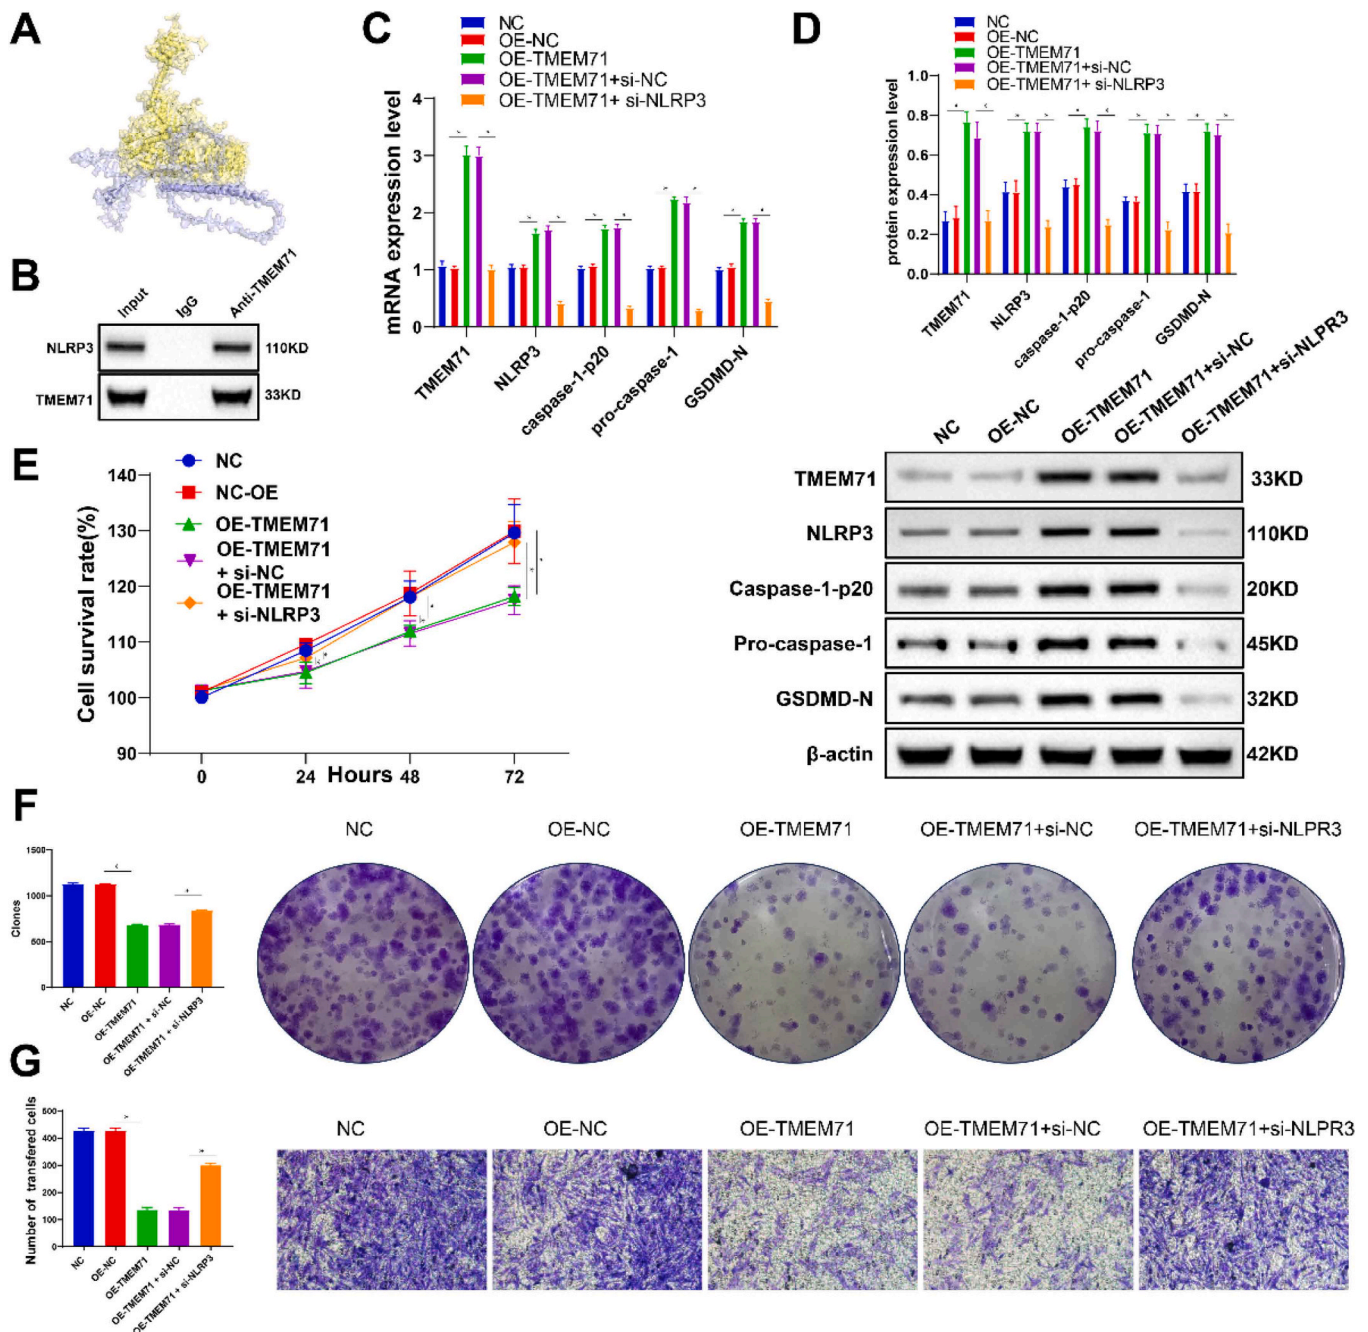 A
B
Input
IgG
Anti-TMEM71
NLRP3
110KD
TMEM71
33KD
C
NC
OE-NC
OE-TMEM71
OE-TMEM71+si-NC
OE-TMEM71+ si-NLRP3
mRNA expression level
4
3
2
1
0
TMEM71
NLRP3
caspase-1-p20
pro-caspase-1
GSDMD-N
D
NC
OE-NC
OE-TMEM71
OE-TMEM71+si-NC
OE-TMEM71+ si-NLRP3
protein expression level
1.0
0.8
0.6
0.4
0.2
0.0
TMEM71
NLRP3
caspase-1-p20
pro-caspase-1
GSDMD-N
NC
OE-NC
OE-TMEM71
OE-TMEM71+si-NC
OE-TMEM71+si-NLPR3
TMEM71
33KD
NLRP3
110KD
Caspase-1-p20
20KD
Pro-caspase-1
45KD
GSDMD-N
32KD
β-actin
42KD
E
NC
NC-OE
OE-TMEM71
OE-TMEM71
+ si-NC
OE-TMEM71
+ si-NLRP3
Cell survival rate(%)
140
130
120
110
100
90
0
24
48
72
Hours
F
Clones
1500
1000
500
0
NC
OE-NC
OE-TMEM71
OE-TMEM71 + si-NC
OE-TMEM71 + si-NLRP3
NC
OE-NC
OE-TMEM71
OE-TMEM71+si-NC
OE-TMEM71+si-NLPR3
G
Number of transfered cells
500
400
300
200
100
0
NC
OE-NC
OE-TMEM71
OE-TMEM71 + si-NC
OE-TMEM71 + si-NLRP3
NC
OE-NC
OE-TMEM71
OE-TMEM71+si-NC
OE-TMEM71+si-NLPR3